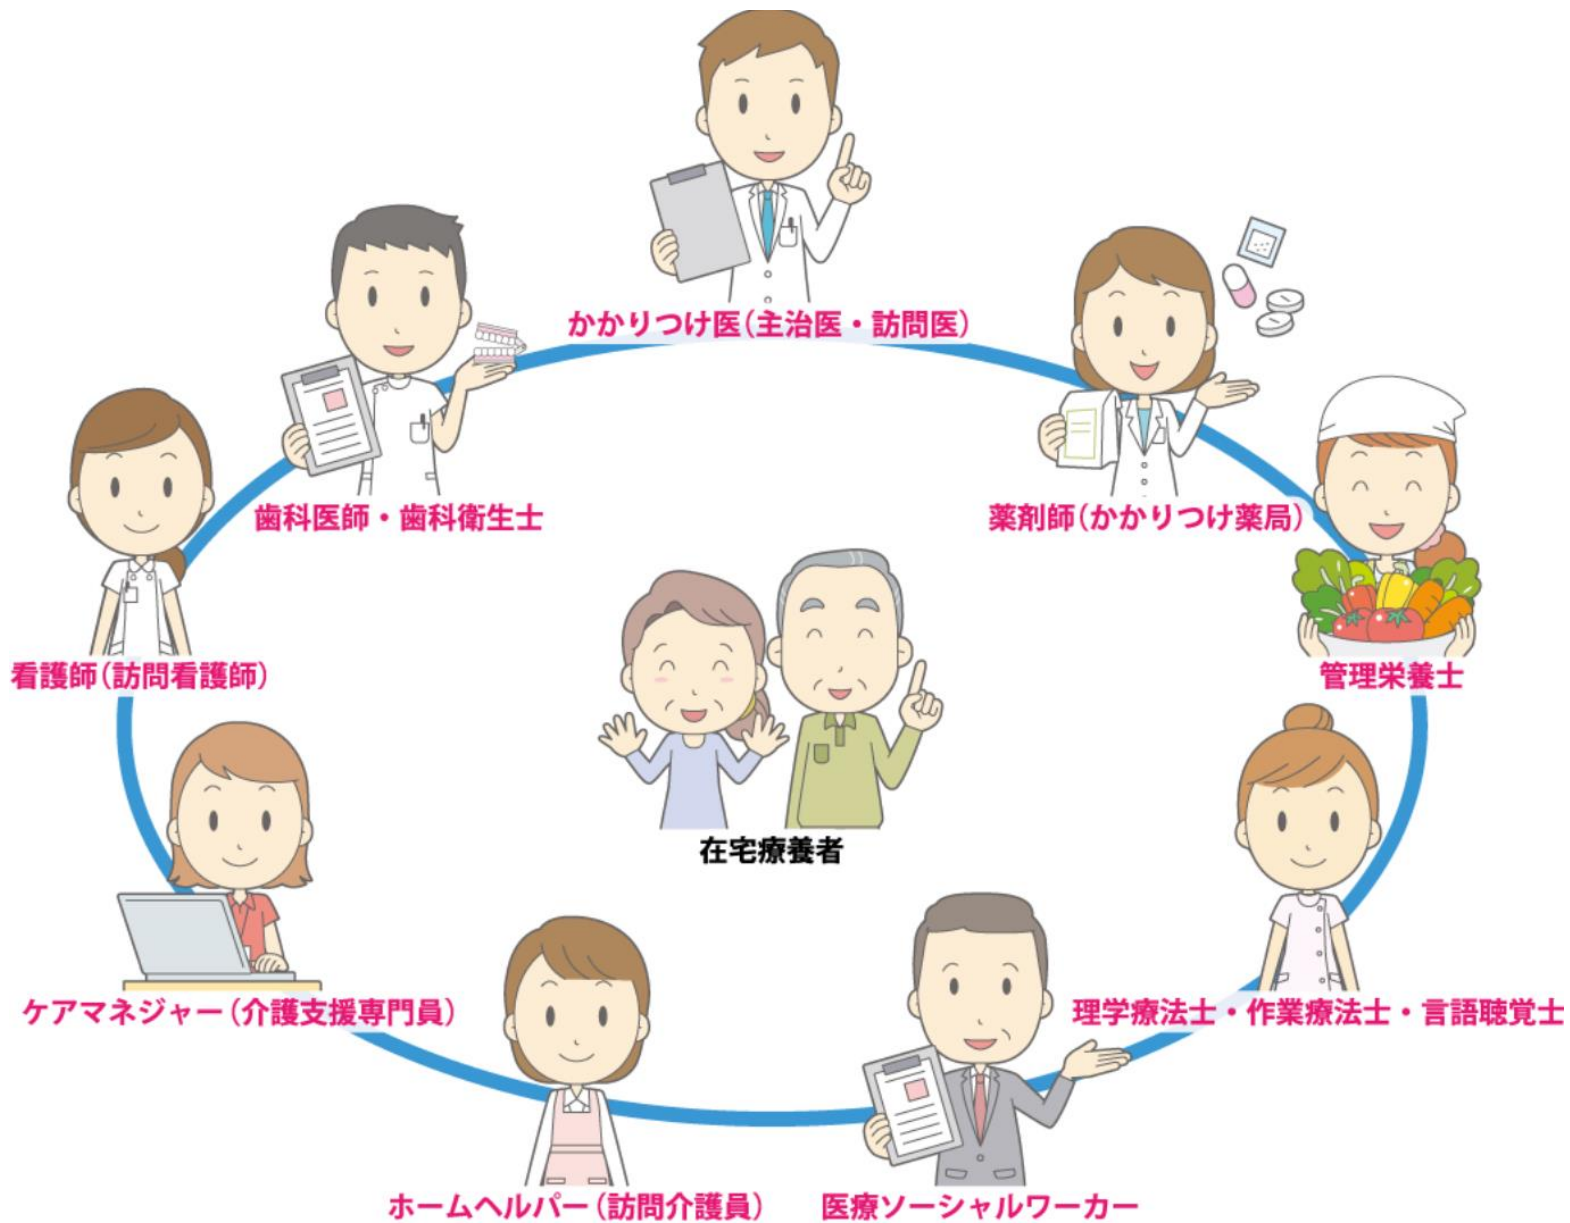 かかりつけ医(主治医・訪問医)
歯科医師・歯科衛生士
薬剤師(かかりつけ薬局)
看護師(訪問看護師)
管理栄養士
在宅療養者
ケアマネジャー(介護支援専門員)
理学療法士・作業療法士・言語聴覚士
ホームヘルパー(訪問介護員)
医療ソーシャルワーカー